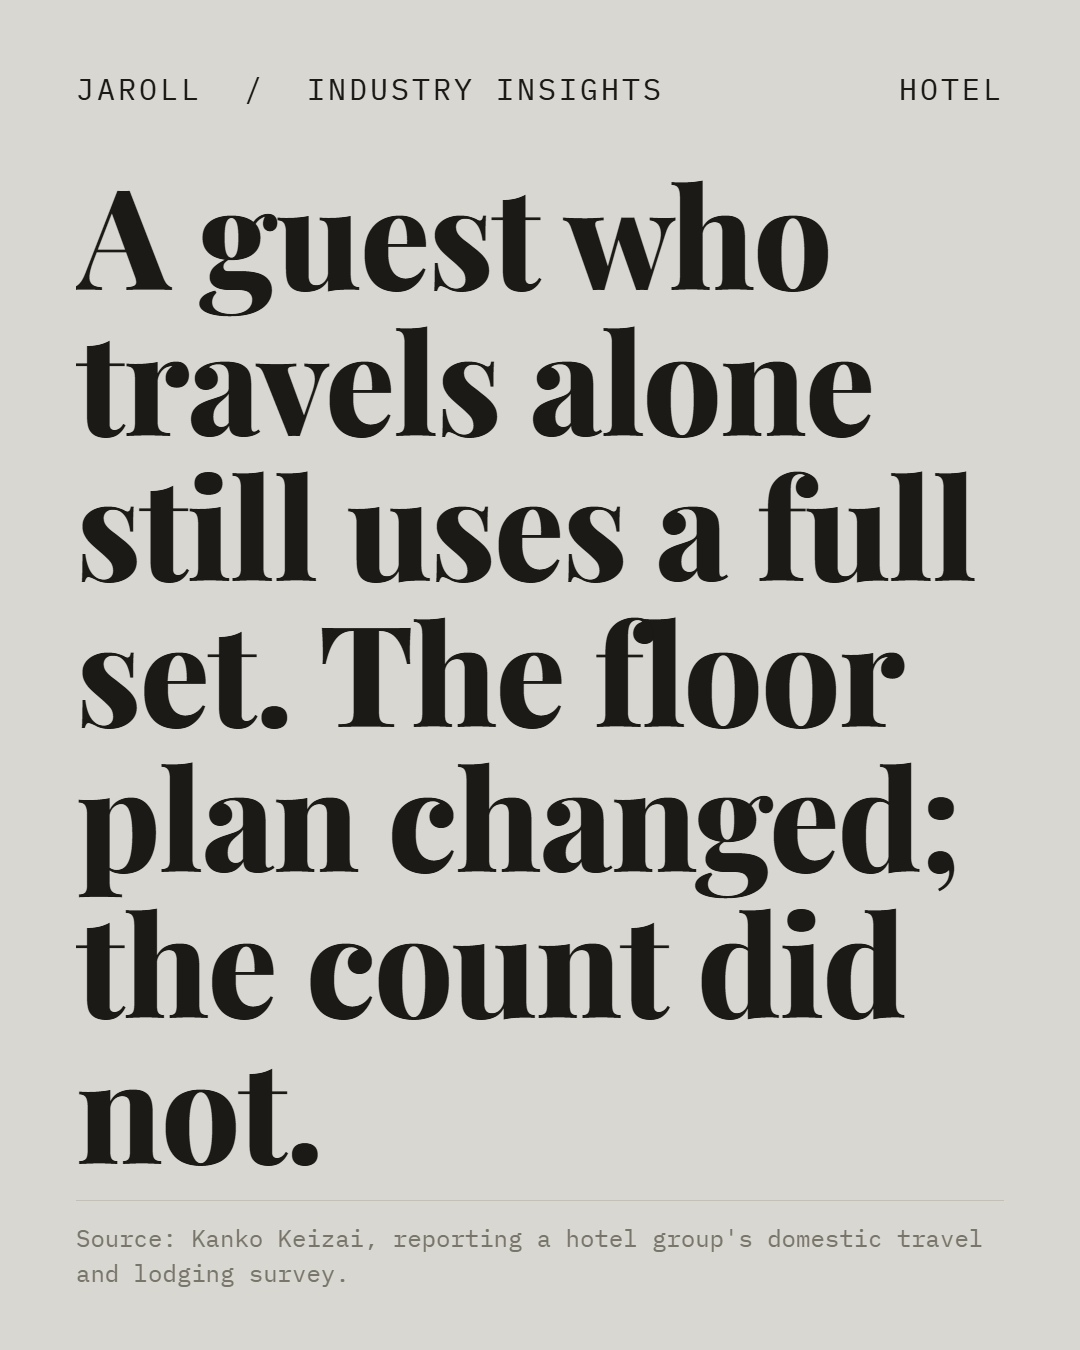 JAROLL / INDUSTRY INSIGHTS HOTEL
A guest who
travels alone
still uses a full
set. The floor
plan changed;
the count did
not.
Source: Kanko Keizai, reporting a hotel group's domestic travel
and lodging survey.